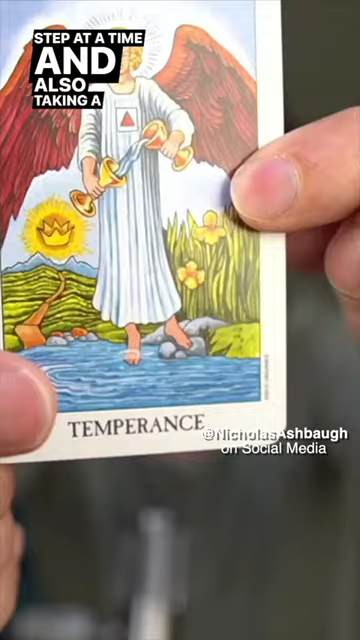 STEP AT A TIME
AND
ALSO
TAKING A
TEMPERANCE
@NicholasAshbaugh
on Social Media